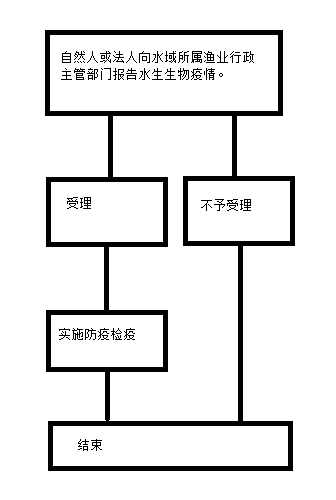 自然人或法人向水域所属渔业行政
主管部门报告水生生物疫情。
受理
不予受理
实施防疫检疫
结束